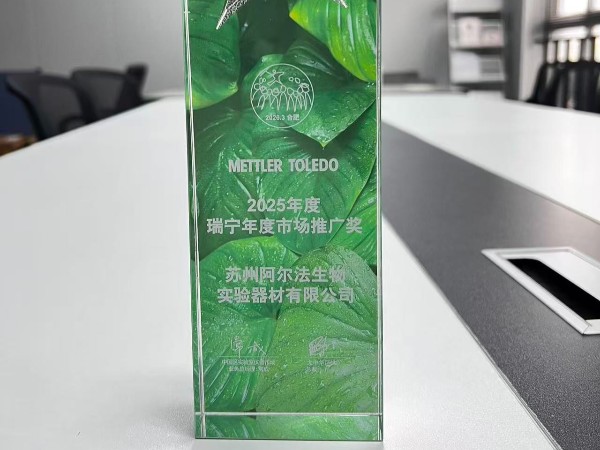 2026.3 合肥
METTLER TOLEDO
2025年度
瑞宁年度市场推广奖
苏州阿尔法生物
实验器材有限公司